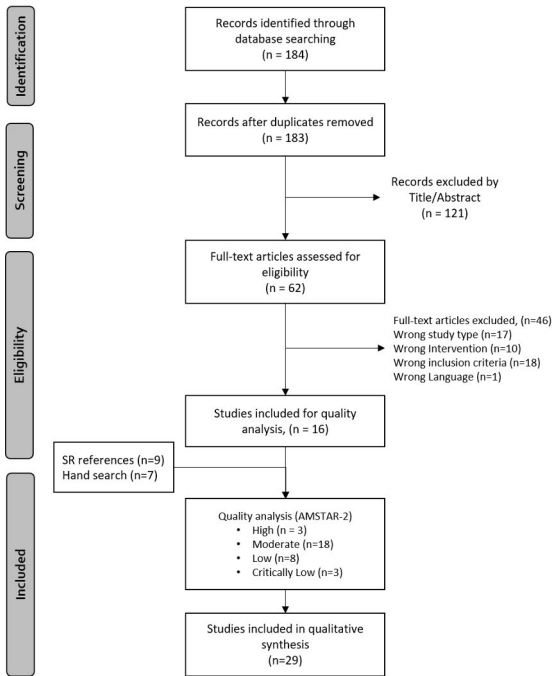 Identification
Records identified through
database searching
(n = 184)
Records after duplicates removed
(n = 183)
Screening
Records excluded by
Title/Abstract
(n = 121)
Full-text articles assessed for
eligibility
(n = 62)
Eligibility
Full-text articles excluded, (n=46)
Wrong study type (n=17)
Wrong Intervention (n=10)
Wrong inclusion criteria (n=18)
Wrong Language (n=1)
Studies included for quality
analysis, (n = 16)
SR references (n=9)
Hand search (n=7)
Included
Quality analysis (AMSTAR-2)
• High (n = 3)
• Moderate (n=18)
• Low (n=8)
• Critically Low (n=3)
Studies included in qualitative
synthesis
(n=29)